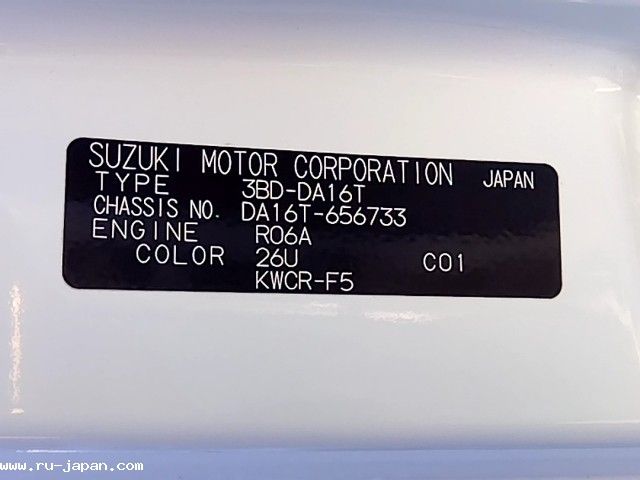 SUZUKI MOTOR CORPORATION JAPAN
TYPE 3BD-DA16T
CHASSIS NO. DA16T-656733
ENGINE R06A
COLOR 26U C01
KWCR-F5
www.ru-japan.com